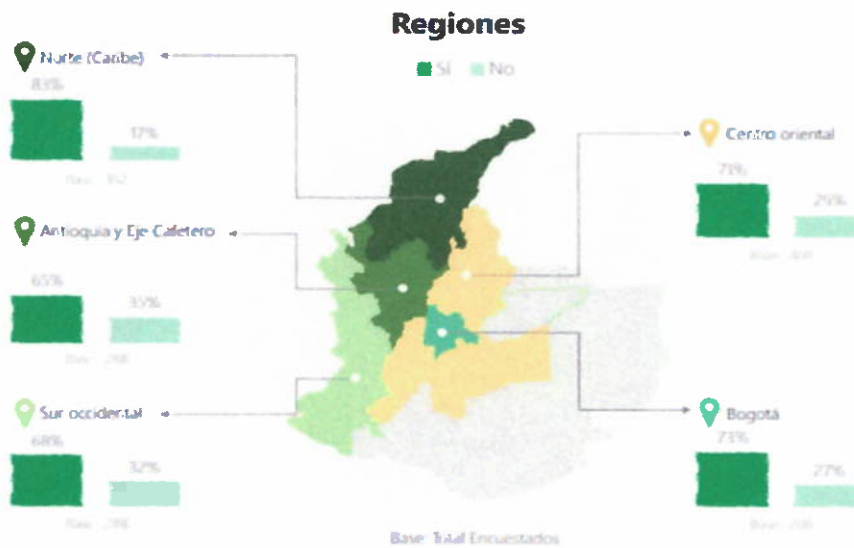 Regiones
Sí No
Norte (Caribe)
83%
17%
Centro oriental
71%
29%
Antioquia y Eje Cafetero
65%
35%
Sur occidental
68%
32%
Bogotá
73%
27%
Base: Total Encuestados